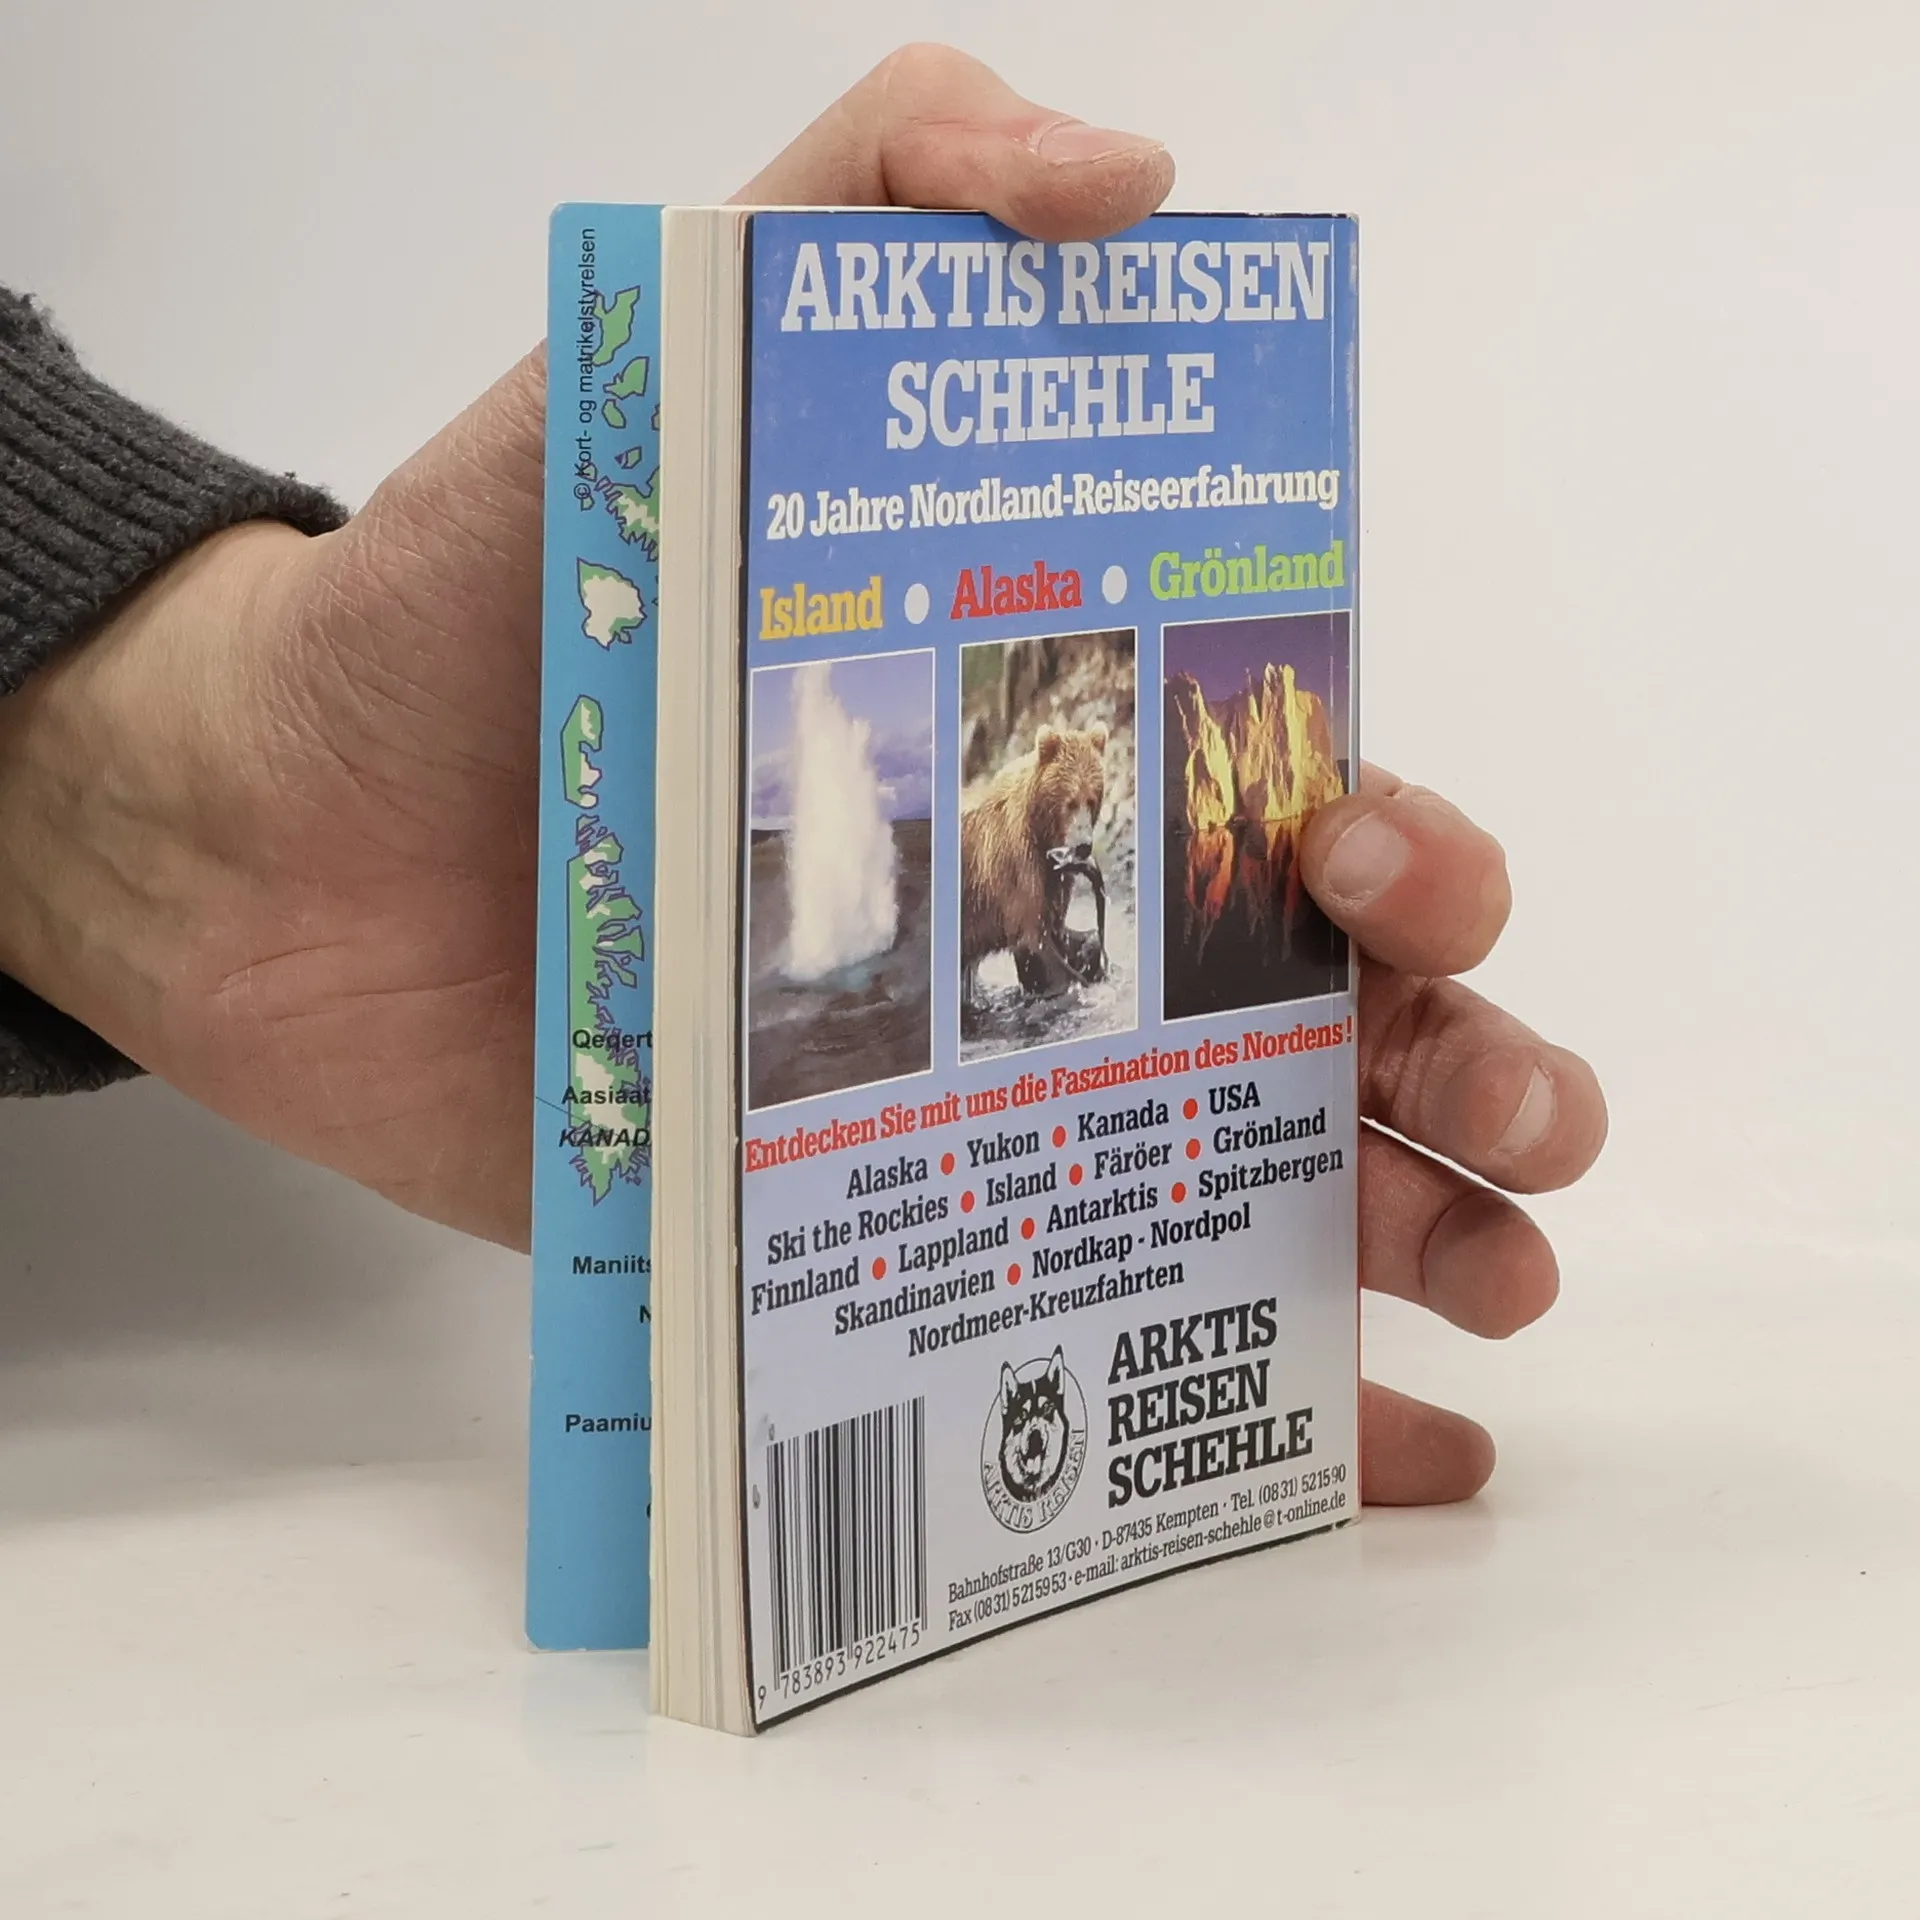 © Kort- og matrikelstyrelsen
Qeqert
Aasiaat
KANAD
Maniits
N
Paamiu
ARKTIS REISEN
SCHEHLE
20 Jahre Nordland-Reiseerfahrung
Island • Alaska • Grönland
Entdecken Sie mit uns die Faszination des Nordens!
Alaska • Yukon • Kanada • USA
Ski the Rockies • Island • Färöer • Grönland
Finnland • Lappland • Antarktis • Spitzbergen
Skandinavien • Nordkap - Nordpol
Nordmeer-Kreuzfahrten
ARKTIS REISEN
ARKTIS
REISEN
SCHEHLE
Bahnhofstraße 13/G30 · D-87435 Kempten · Tel. (0831) 521590
Fax (0831) 5215953 · e-mail: arktis-reisen-schehle@t-online.de
9 783893 922475